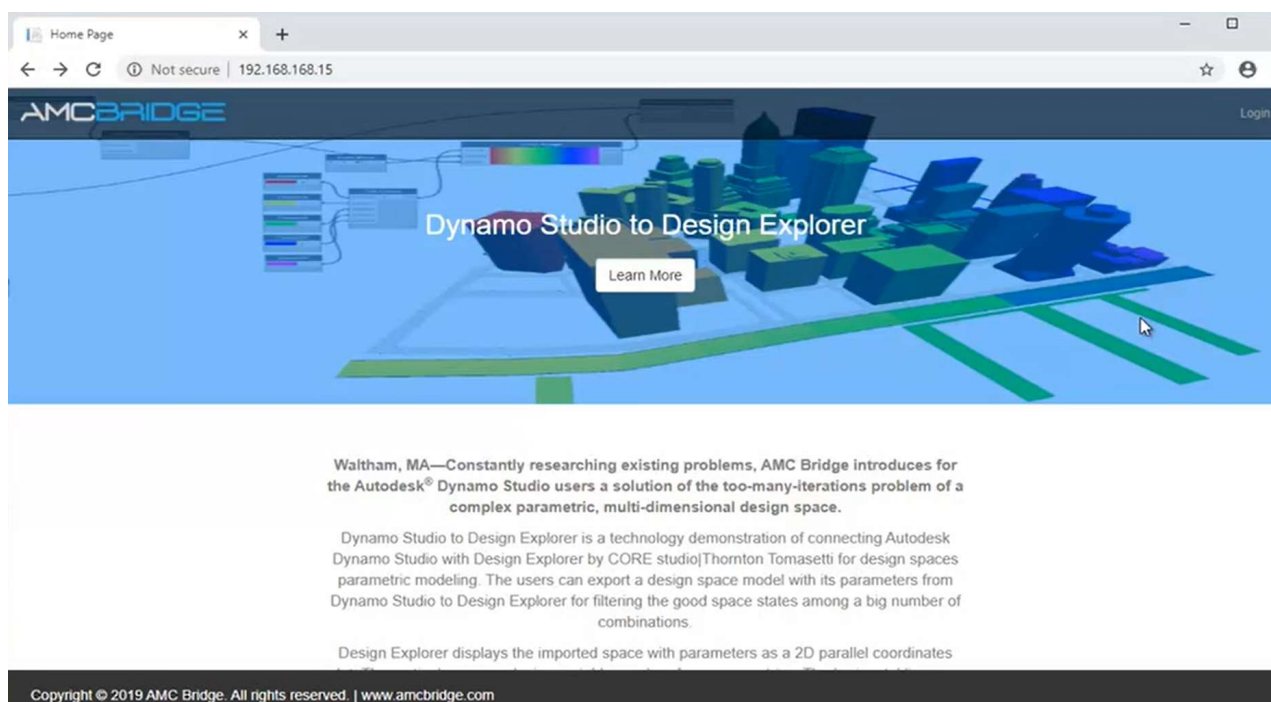 Home Page
Not secure | 192.168.168.15
AMCBRIDGE
Login
Dynamo Studio to Design Explorer
Learn More
Waltham, MA—Constantly researching existing problems, AMC Bridge introduces for
the Autodesk® Dynamo Studio users a solution of the too-many-iterations problem of a
complex parametric, multi-dimensional design space.
Dynamo Studio to Design Explorer is a technology demonstration of connecting Autodesk
Dynamo Studio with Design Explorer by CORE studio|Thornton Tomasetti for design spaces
parametric modeling. The users can export a design space model with its parameters from
Dynamo Studio to Design Explorer for filtering the good space states among a big number of
combinations.
Design Explorer displays the imported space with parameters as a 2D parallel coordinates
Copyright © 2019 AMC Bridge. All rights reserved. | www.amcbridge.com